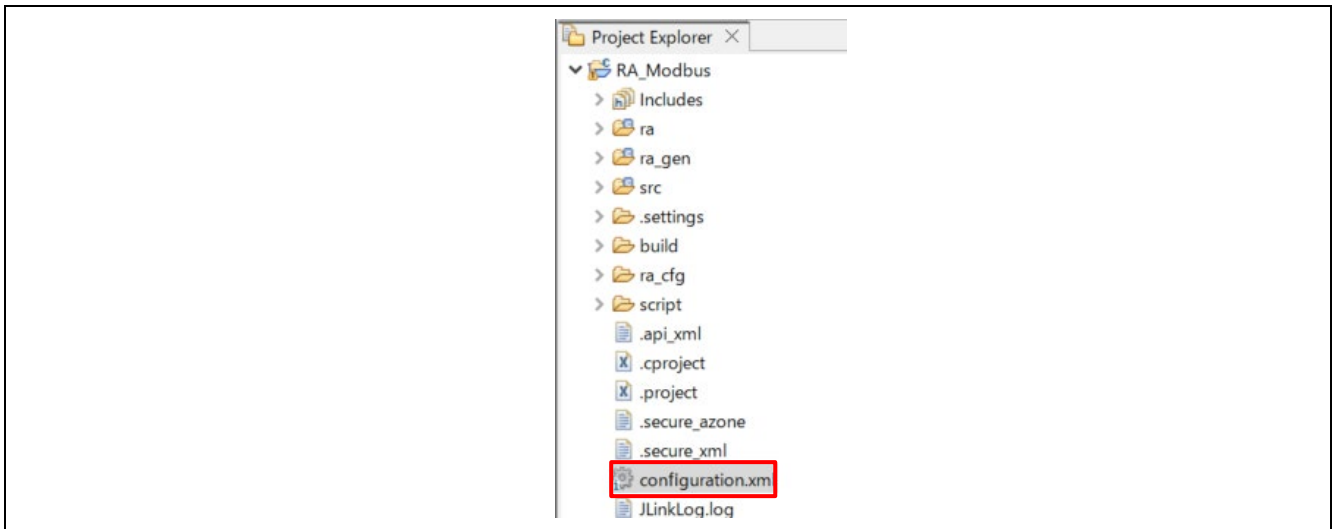 Project Explorer
RA_Modbus
Includes
ra
ra_gen
src
.settings
build
ra_cfg
script
.api_xml
.cproject
.project
.secure_azone
.secure_xml
configuration.xml
JLinkLog.log